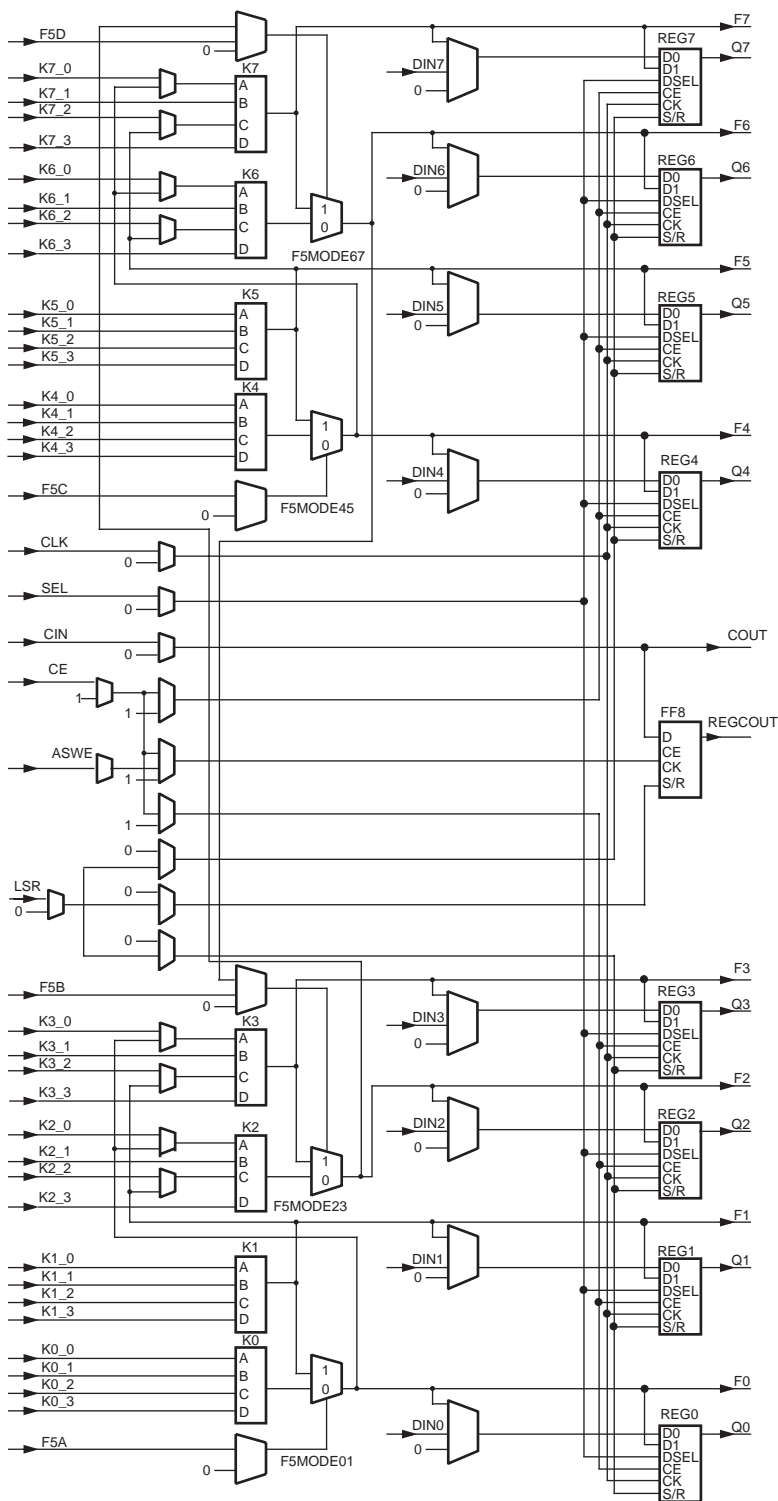 F7
F5D
REG7
Q7
0
D0
D1
DSEL
CE
CK
S/R
K7_0
K7
DIN7
A
0
K7_1
B
K7_2
C
K7_3
D
F6
K6_0
K6
REG6
Q6
DIN6
D0
D1
DSEL
CE
CK
S/R
A
0
K6_1
B
1
K6_2
C
0
K6_3
D
F5MODE67
F5
K5
REG5
Q5
K5_0
A
DIN5
D0
D1
DSEL
CE
CK
S/R
K5_1
B
0
K5_2
C
K5_3
D
K4
K4_0
A
K4_1
B
1
F4
K4_2
C
0
K4_3
D
REG4
Q4
DIN4
D0
D1
DSEL
CE
CK
S/R
F5C
0
0
F5MODE45
CLK
0
SEL
0
CIN
COUT
0
CE
1
1
FF8
REGCOUT
D
CE
CK
S/R
ASWE
1
1
0
LSR
0
0
0
F3
F5B
REG3
Q3
0
D0
D1
DSEL
CE
CK
S/R
K3_0
K3
DIN3
A
0
K3_1
B
K3_2
C
K3_3
D
F2
K2_0
K2
REG2
Q2
DIN2
D0
D1
DSEL
CE
CK
S/R
A
0
K2_1
B
1
K2_2
C
0
K2_3
D
F5MODE23
F1
K1
REG1
Q1
K1_0
A
DIN1
D0
D1
DSEL
CE
CK
S/R
K1_1
B
0
K1_2
C
K1_3
D
K0
K0_0
A
K0_1
B
1
F0
K0_2
C
0
K0_3
D
REG0
Q0
DIN0
D0
D1
DSEL
CE
CK
S/R
F5A
0
0
F5MODE01